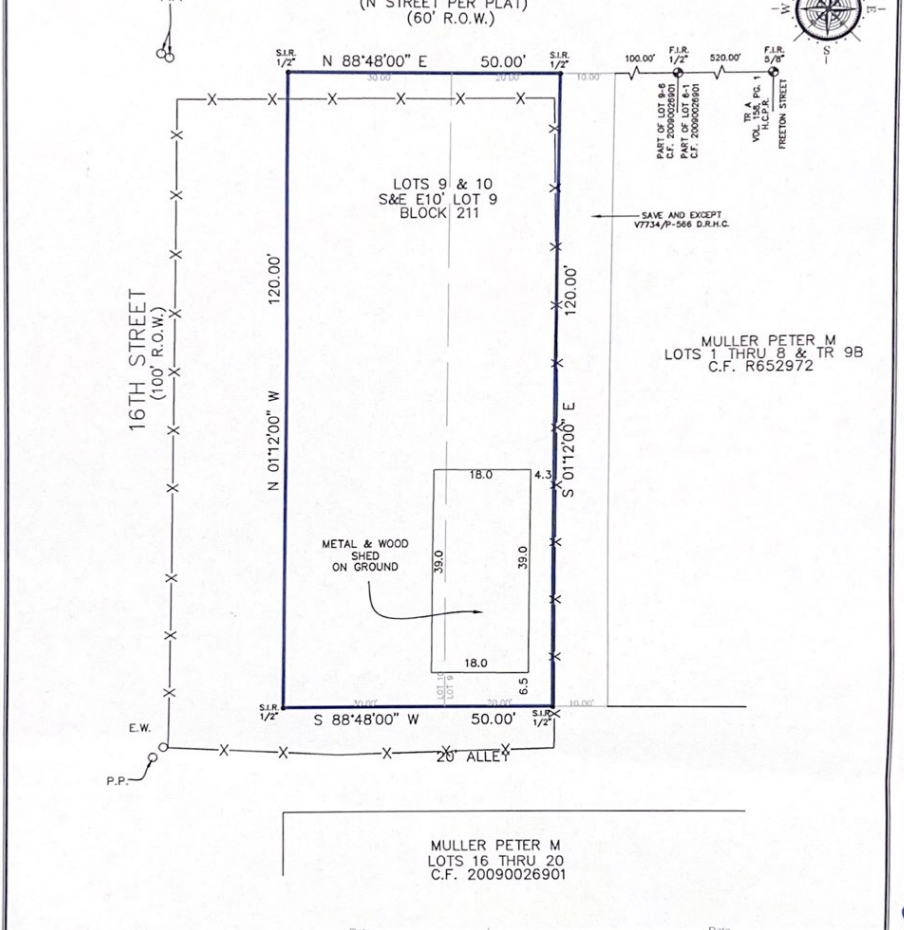 (N STREET PER PLAT)
(60' R.O.W.)
W
E
S
S.I.R.
1/2"
N 88°48'00" E
50.00'
S.I.R.
1/2"
30.00'
20.00'
10.00
100.00'
F.I.R.
1/2"
520.00'
F.I.R.
5/8"
PART OF LOT 9-6
C.F. 20090026901
PART OF LOT 6-1
C.F. 20090026901
TR A
VOL. 158, PG. 1
H.C.P.R.
FREETON STREET
LOTS 9 & 10
S&E E10' LOT 9
BLOCK 211
SAVE AND EXCEPT
V7734/P-566 D.R.H.C.
16TH STREET
(100' R.O.W.)
N 01°12'00" W
120.00'
120.00'
S 01°12'00" E
MULLER PETER M
LOTS 1 THRU 8 & TR 9B
C.F. R652972
18.0
4.3
METAL & WOOD
SHED
ON GROUND
39.0
39.0
18.0
6.5
LOT 10
LOT 9
30.00'
20.00'
10.00'
S.I.R.
1/2"
S 88°48'00" W
50.00'
S.I.R.
1/2"
E.W.
P.P.
20' ALLEY
MULLER PETER M
LOTS 16 THRU 20
C.F. 20090026901